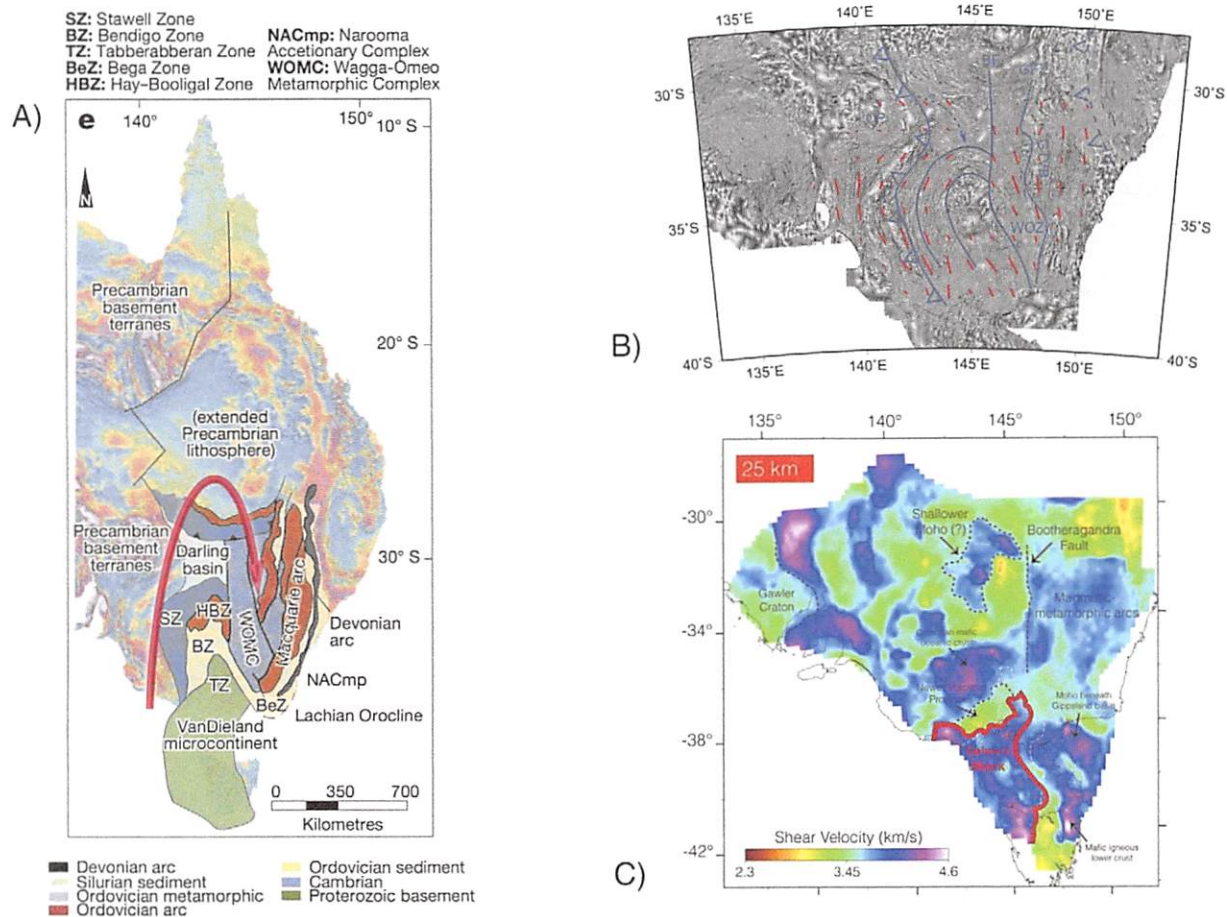 SZ: Stawell Zone
BZ: Bendigo Zone
TZ: Tabberabberan Zone
BeZ: Bega Zone
HBZ: Hay–Booligal Zone
NACmp: Narooma
Accetionary Complex
WOMC: Wagga-Omeo
Metamorphic Complex
A)
e
140°
150°
10° S
N
Precambrian
basement
terranes
20° S
(extended
Precambrian
lithosphere)
Precambrian
basement
terranes
Darling
basin
30° S
SZ
HBZ
BZ
TZ
WOMC
Macquarie arc
Devonian
arc
NACmp
BeZ
Lachian Orocline
VanDieland
microcontinent
0 350 700
Kilometres
Devonian arc
Silurian sediment
Ordovician metamorphic
Ordovician arc
Ordovician sediment
Cambrian
Proterozoic basement
B)
135°E 140°E 145°E 150°E
30°S
30°S
35°S
35°S
WOZ
40°S
40°S
135°E 140°E 145°E 150°E
C)
135° 140° 145° 150°
25 km
-30°
-34°
-38°
-42°
Shallower
Moho (?)
Bootheragandra
Fault
Gawler
Craton
metamorphic arcs
Moho beneath
Mafic igneous
lower crust
Shear Velocity (km/s)
2.3 3.45 4.6